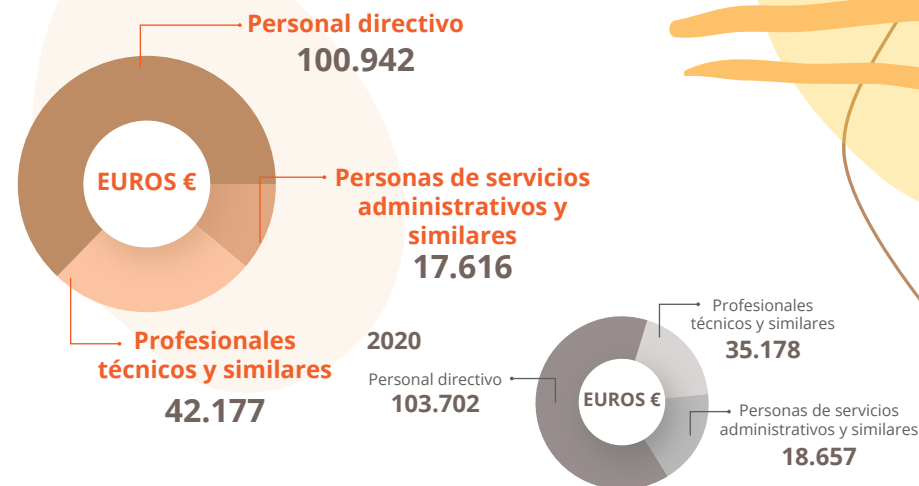 Personal directivo
100.942
EUROS €
Personas de servicios
administrativos y
similares
17.616
Profesionales
técnicos y similares
42.177
2020
Profesionales
técnicos y similares
35.178
Personal directivo
103.702
EUROS €
Personas de servicios
administrativos y similares
18.657